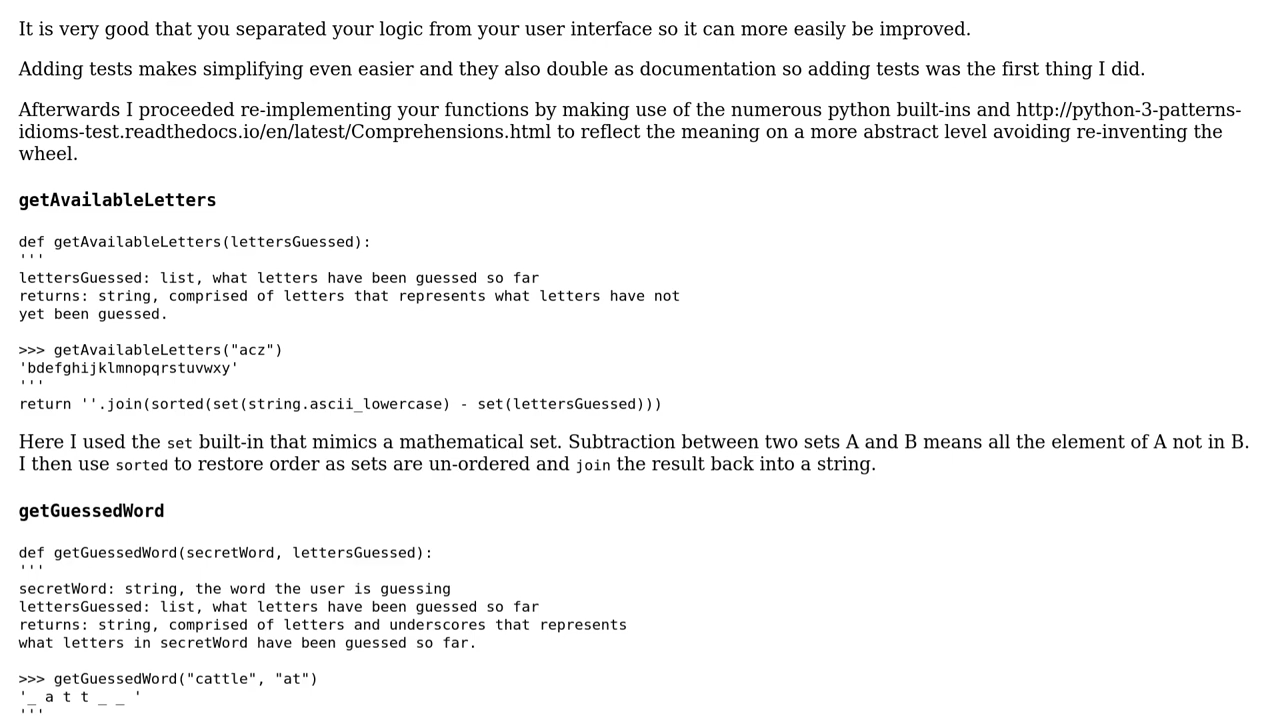 It is very good that you separated your logic from your user interface so it can more easily be improved.
Adding tests makes simplifying even easier and they also double as documentation so adding tests was the first thing I did.
Afterwards I proceeded re-implementing your functions by making use of the numerous python built-ins and http://python-3-patterns-
idioms-test.readthedocs.io/en/latest/Comprehensions.html to reflect the meaning on a more abstract level avoiding re-inventing the
wheel.
getAvailableLetters
def getAvailableLetters(lettersGuessed):
'''
lettersGuessed: list, what letters have been guessed so far
returns: string, comprised of letters that represents what letters have not
yet been guessed.
>>> getAvailableLetters("acz")
'bdefghijklmnopqrstuvwxy'
'''
return ''.join(sorted(set(string.ascii_lowercase) - set(lettersGuessed)))
Here I used the set built-in that mimics a mathematical set. Subtraction between two sets A and B means all the element of A not in B.
I then use sorted to restore order as sets are un-ordered and join the result back into a string.
getGuessedWord
def getGuessedWord(secretWord, lettersGuessed):
'''
secretWord: string, the word the user is guessing
lettersGuessed: list, what letters have been guessed so far
returns: string, comprised of letters and underscores that represents
what letters in secretWord have been guessed so far.
>>> getGuessedWord("cattle", "at")
'_ a t t _ _ '
'''